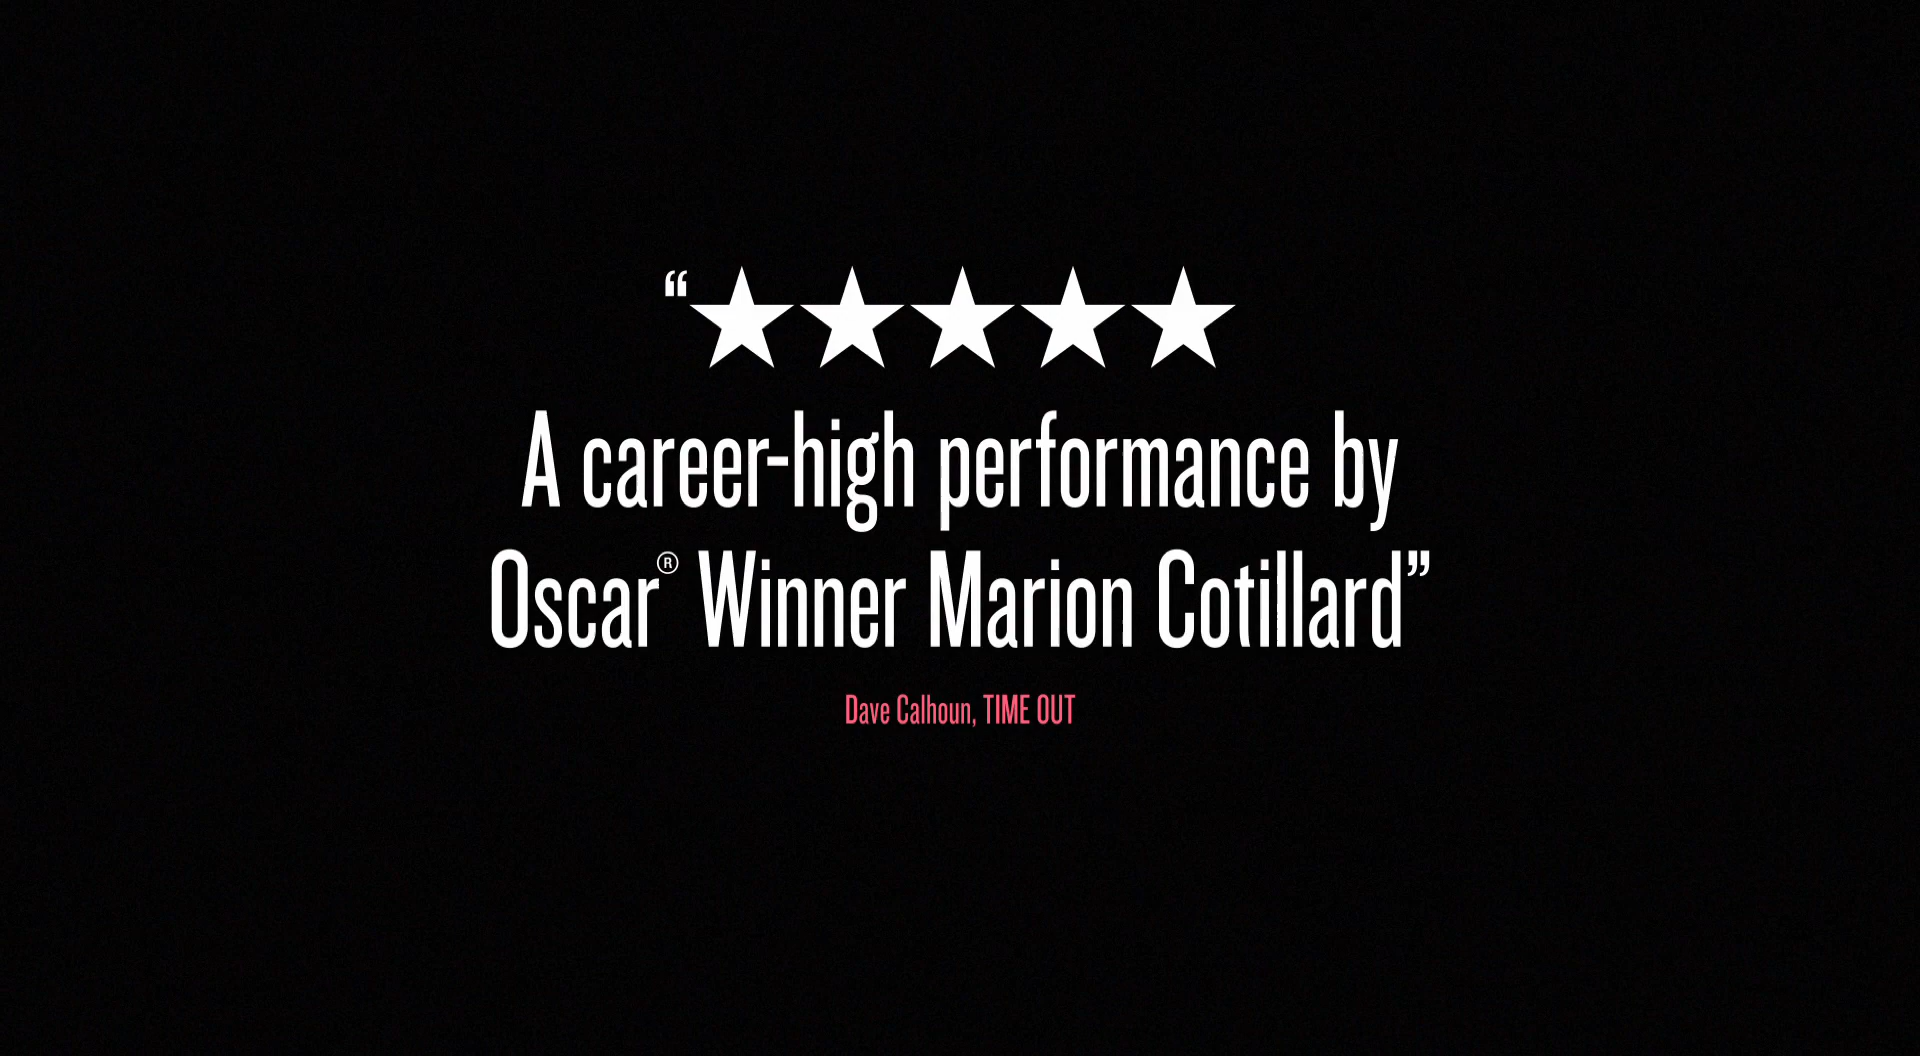 “★★★★★
A career-high performance by
Oscar® Winner Marion Cotillard”
Dave Calhoun, TIME OUT